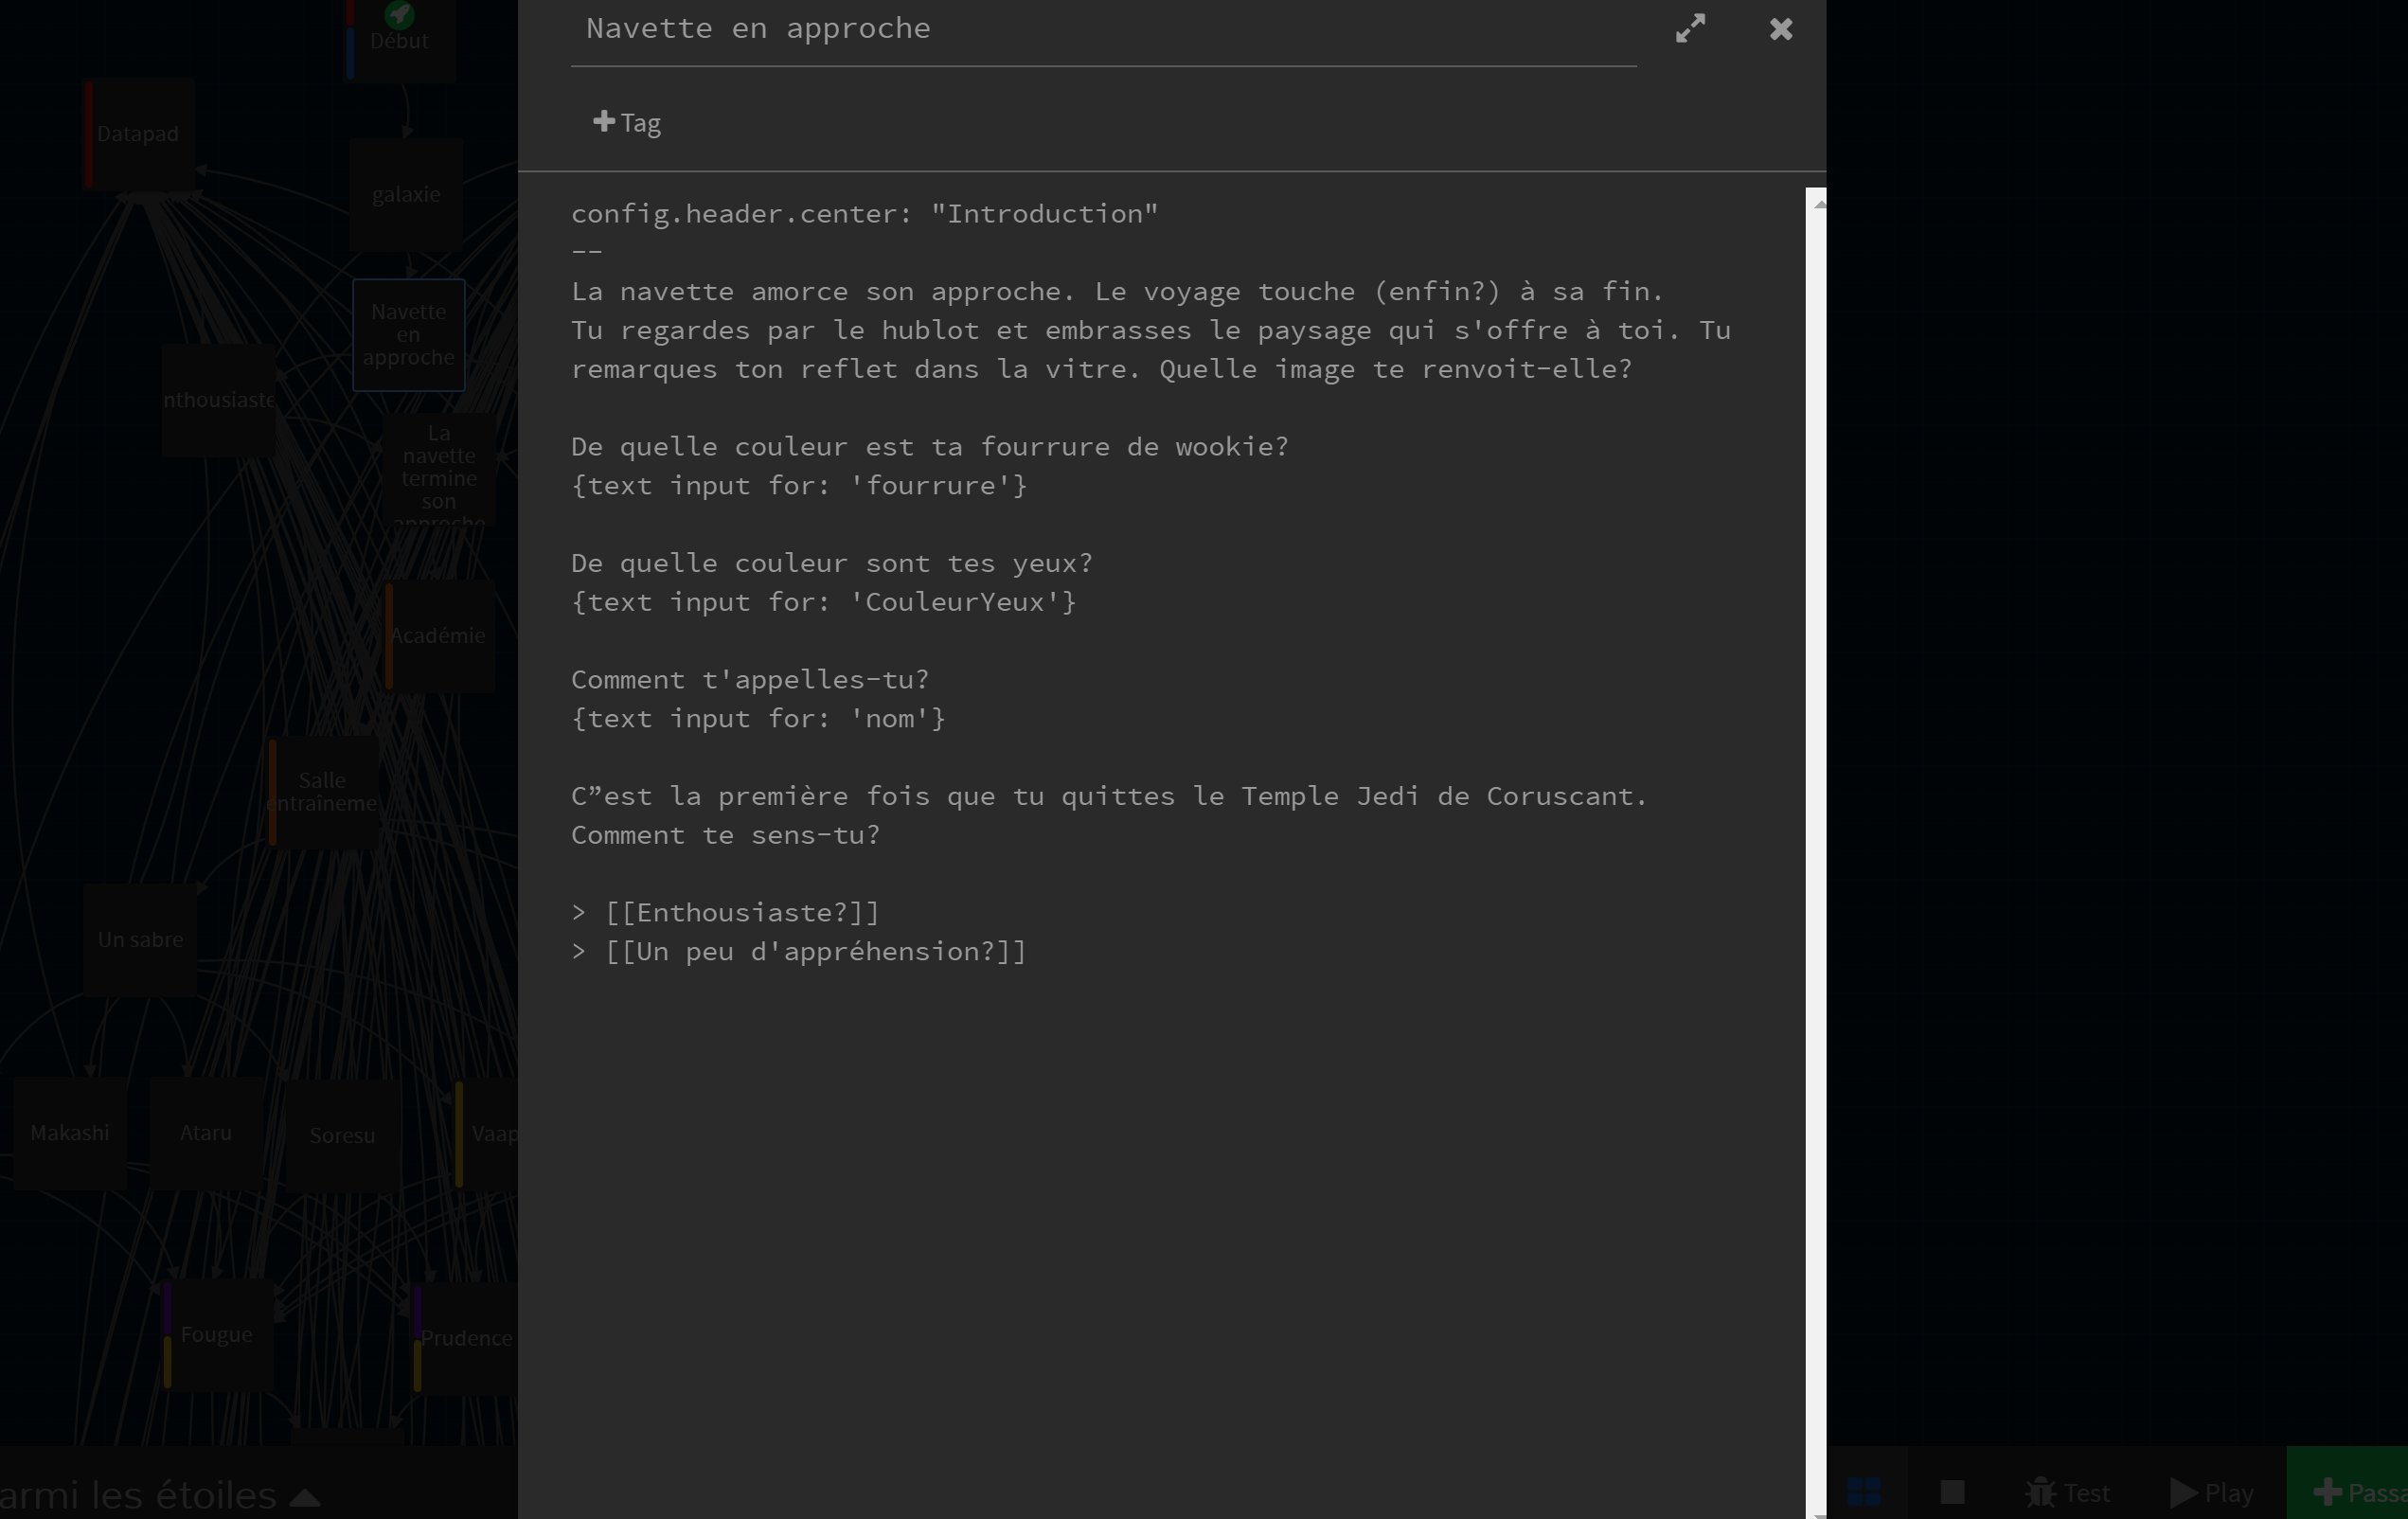 Navette en approche
Début
Tag
Datapad
galaxie
config.header.center: "Introduction"
--
La navette amorce son approche. Le voyage touche (enfin?) à sa fin.
Tu regardes par le hublot et embrasses le paysage qui s'offre à toi. Tu
remarques ton reflet dans la vitre. Quelle image te renvoit-elle?
De quelle couleur est ta fourrure de wookie?
{text input for: 'fourrure'}
De quelle couleur sont tes yeux?
{text input for: 'CouleurYeux'}
Comment t'appelles-tu?
{text input for: 'nom'}
C”est la première fois que tu quittes le Temple Jedi de Coruscant.
Comment te sens-tu?
> [[Enthousiaste?]]
> [[Un peu d'appréhension?]]
Navette
en
approche
nthousiaste
La
navette
termine
son
approche
Académie
Salle
entraîneme
Un sabre
Makashi
Ataru
Soresu
Vaap
Fougue
Prudence
armi les étoiles
Test
Play
Passa